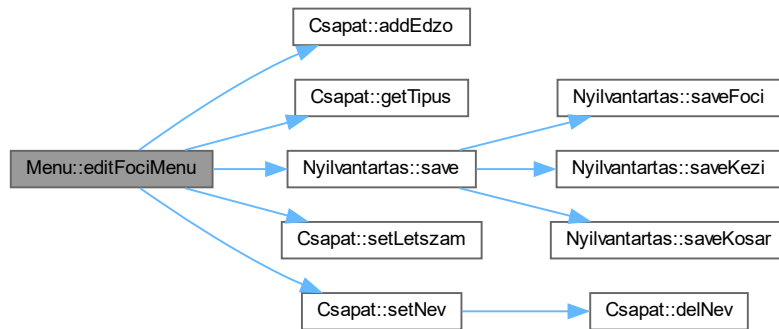 Csapat::addEdzo
Csapat::getTipus
Nyilvantartas::saveFoci
Menu::editFociMenu
Nyilvantartas::save
Nyilvantartas::saveKezi
Csapat::setLetszam
Nyilvantartas::saveKosar
Csapat::setNev
Csapat::delNev